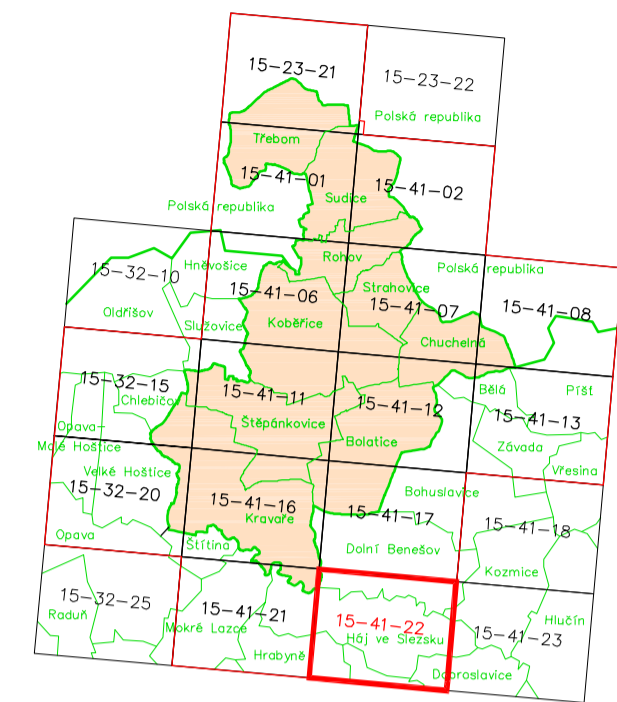 15-23-21
15-23-22
Polská republika
Třebom
15-41-01
15-41-02
Sudice
Polská republika
Rohov
Hněvošice
Polská republika
15-32-10
15-41-06
Strahovice
15-41-07
15-41-08
Oldřišov
Služovice
Kobeřice
Chuchelná
15-32-15
Chlebičov
15-41-11
15-41-12
Bělá
Píšť
Štěpánkovice
15-41-13
Opava-
Malé Hoštice
Bolatice
Závada
Vřesina
Velké Hoštice
15-32-20
15-41-16
Bohuslavice
Kravaře
15-41-17
15-41-18
Opava
Štítina
Dolní Benešov
Kozmice
15-32-25
Raduň
15-41-21
Mokré Lazce
15-41-22
Háj ve Slezsku
Hlučín
15-41-23
Hrabyně
Dobroslavice